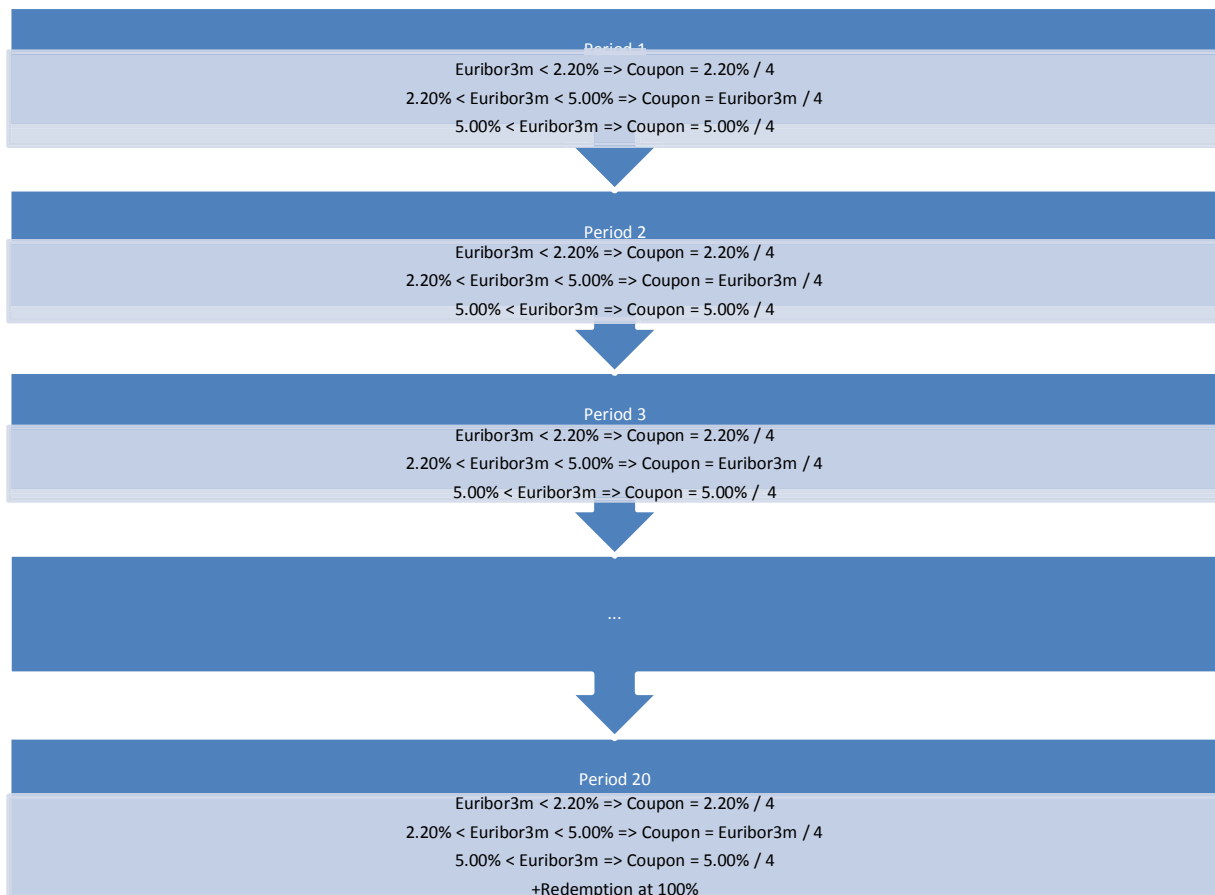 Period 1
Euribor3m < 2.20% => Coupon = 2.20% / 4
2.20% < Euribor3m < 5.00% => Coupon = Euribor3m / 4
5.00% < Euribor3m => Coupon = 5.00% / 4
Period 2
Euribor3m < 2.20% => Coupon = 2.20% / 4
2.20% < Euribor3m < 5.00% => Coupon = Euribor3m / 4
5.00% < Euribor3m => Coupon = 5.00% / 4
Period 3
Euribor3m < 2.20% => Coupon = 2.20% / 4
2.20% < Euribor3m < 5.00% => Coupon = Euribor3m / 4
5.00% < Euribor3m => Coupon = 5.00% / 4
...
Period 20
Euribor3m < 2.20% => Coupon = 2.20% / 4
2.20% < Euribor3m < 5.00% => Coupon = Euribor3m / 4
5.00% < Euribor3m => Coupon = 5.00% / 4
+Redemption at 100%